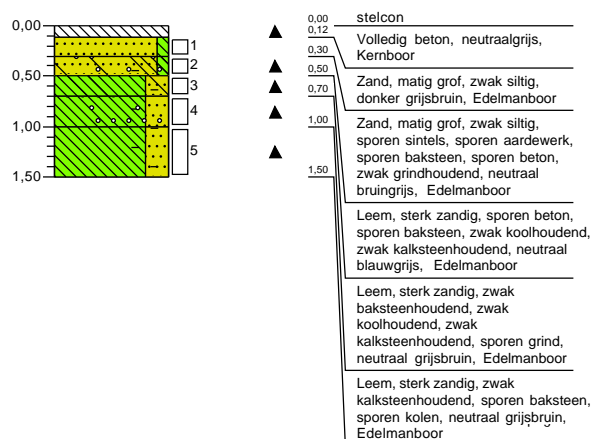 0,00
0,50
1,00
1,50
1
2
3
4
5
0,00
0,12
0,30
0,50
0,70
1,00
1,50
stelcon
Volledig beton, neutraalgrijs,
Kernboor
Zand, matig grof, zwak siltig,
donker grijsbruin, Edelmanboor
Zand, matig grof, zwak siltig,
sporen sintels, sporen aardewerk,
sporen baksteen, sporen beton,
zwak grindhoudend, neutraal
bruingrijs, Edelmanboor
Leem, sterk zandig, sporen beton,
sporen baksteen, zwak koolhoudend,
zwak kalksteenhoudend, neutraal
blauwgrijs, Edelmanboor
Leem, sterk zandig, zwak
baksteenhoudend, zwak
koolhoudend, zwak
kalksteenhoudend, sporen grind,
neutraal grijsbruin, Edelmanboor
Leem, sterk zandig, zwak
kalksteenhoudend, sporen baksteen,
sporen kolen, neutraal grijsbruin,
Edelmanboor